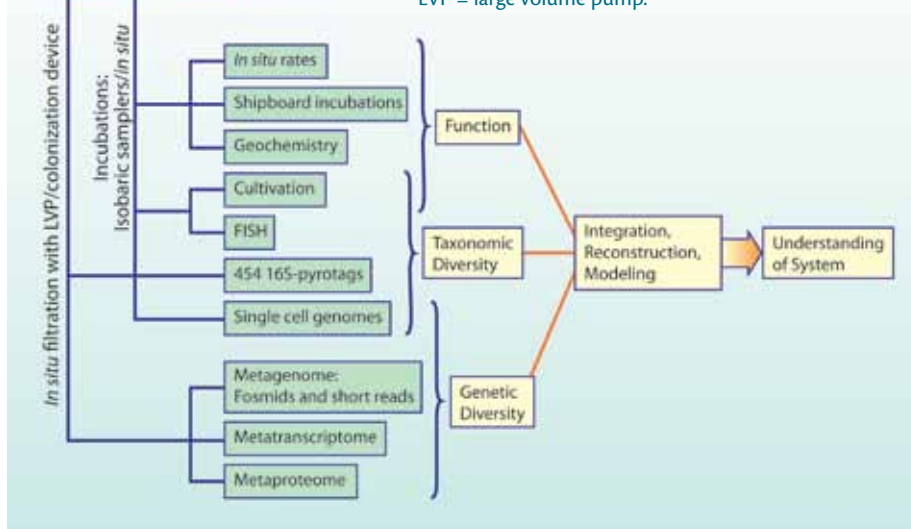 LVP = large volume pump.
In situ filtration with LVP/colonization device
Incubations:
Isobaric samplers/in situ
In situ rates
Shipboard incubations
Geochemistry
Cultivation
FISH
454 165-pyrotags
Single cell genomes
Metagenome:
Fosmids and short reads
Metatranscriptome
Metaproteome
Function
Taxonomic
Diversity
Genetic
Diversity
Integration,
Reconstruction,
Modeling
Understanding
of System